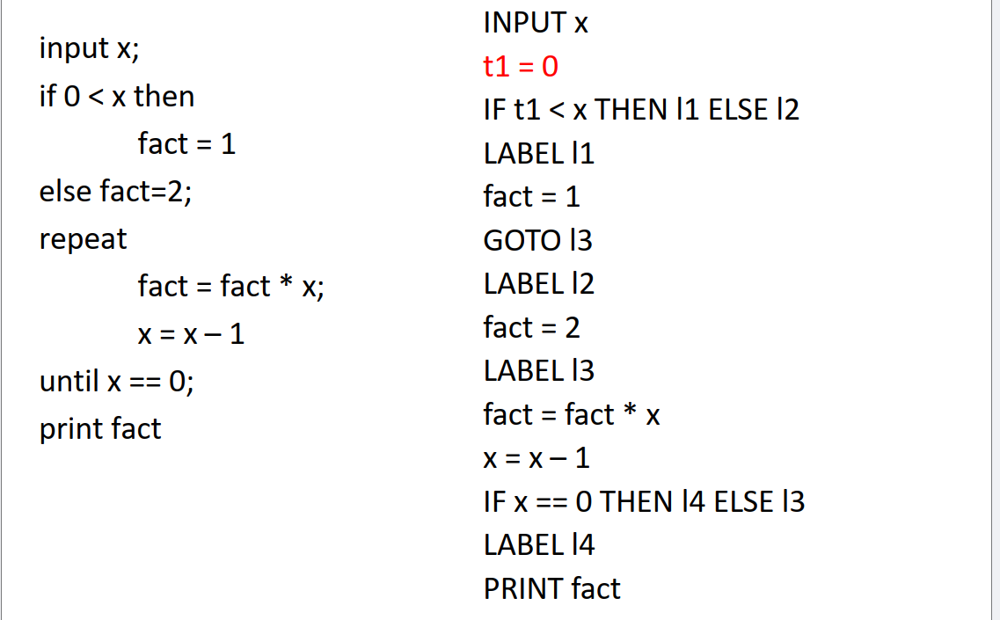 input x;
if 0 < x then
fact = 1
else fact=2;
repeat
fact = fact * x;
x = x – 1
until x == 0;
print fact
INPUT x
t1 = 0
IF t1 < x THEN l1 ELSE l2
LABEL l1
fact = 1
GOTO l3
LABEL l2
fact = 2
LABEL l3
fact = fact * x
x = x – 1
IF x == 0 THEN l4 ELSE l3
LABEL l4
PRINT fact